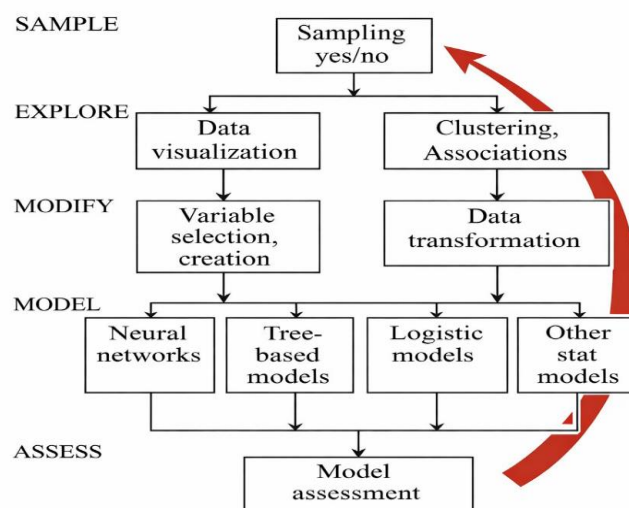 SAMPLE
Sampling
yes/no
EXPLORE
Data
visualization
Clustering,
Associations
MODIFY
Variable
selection,
creation
Data
transformation
MODEL
Neural
networks
Tree-
based
models
Logistic
models
Other
stat
models
ASSESS
Model
assessment